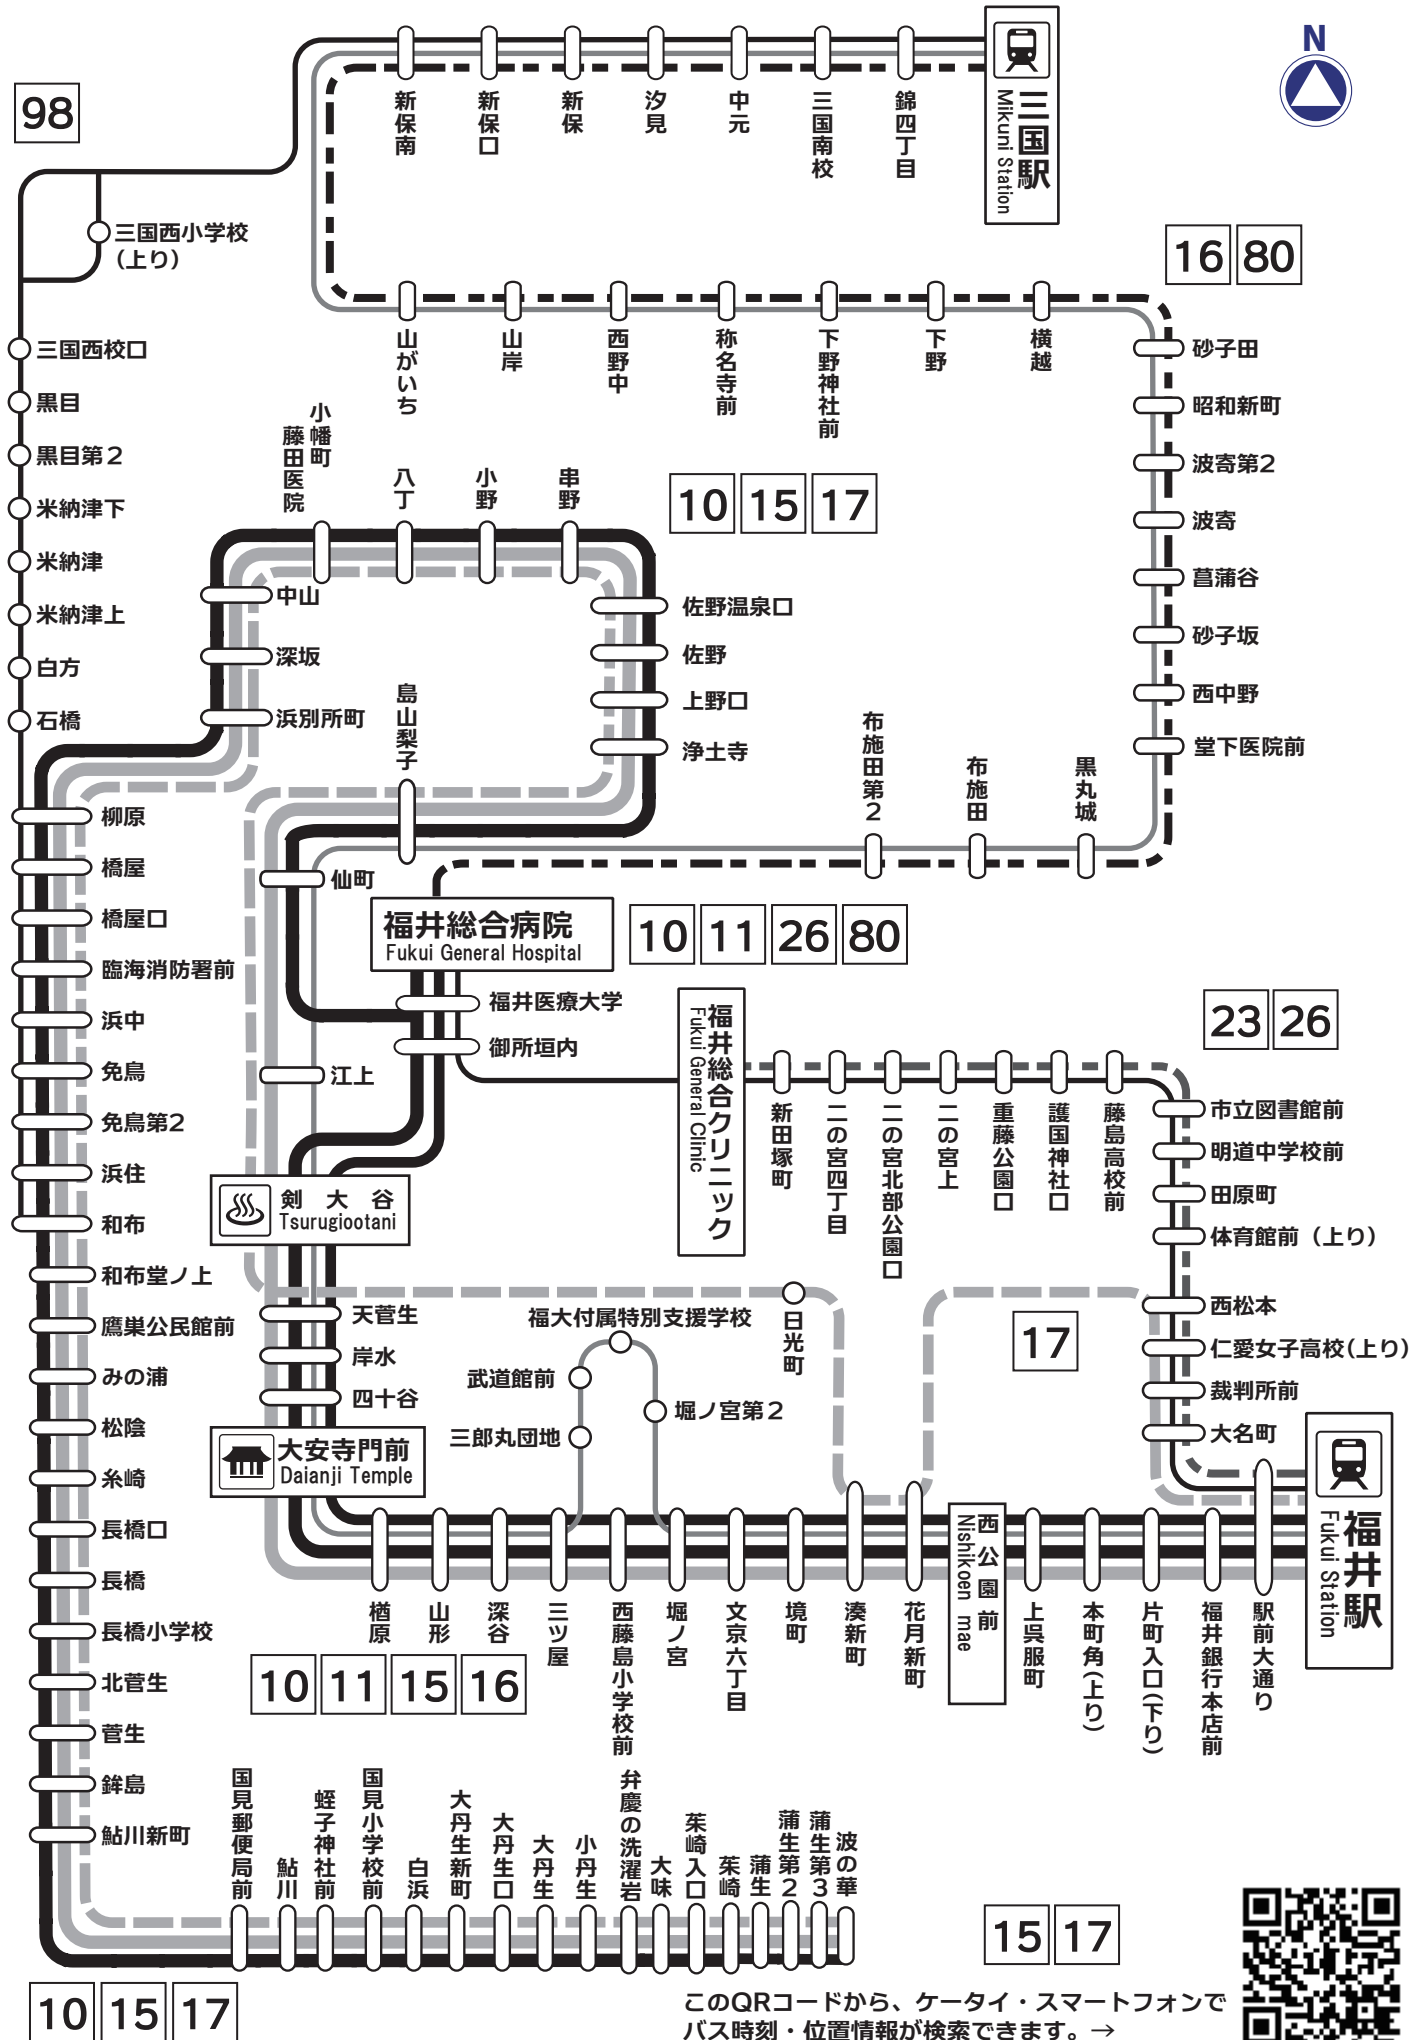 N
98
新保南
新保口
新保
汐見
中元
三国南校
錦四丁目
三国駅
Mikuni Station
三国西小学校
(上り)
16 80
三国西校口
黒目
黒目第2
米納津下
米納津
米納津上
白方
石橋
山がいち
山岸
西野中
称名寺前
下野神社前
下野
横越
砂子田
昭和新町
波寄第2
波寄
菖蒲谷
砂子坂
西中野
堂下医院前
小幡町
藤田医院
八丁
小野
串野
10 15 17
中山
深坂
浜別所町
佐野温泉口
佐野
上野口
浄土寺
島山梨子
布施田第2
布施田
黒丸城
柳原
橋屋
橋屋口
臨海消防署前
浜中
免鳥
免鳥第2
浜住
和布
和布堂ノ上
鷹巣公民館前
みの浦
松陰
糸崎
長橋口
長橋
長橋小学校
北菅生
菅生
鉾島
鮎川新町
仙町
福井総合病院
Fukui General Hospital
10 11 26 80
福井医療大学
御所垣内
江上
福井総合クリニック
Fukui General Clinic
23 26
新田塚町
二の宮四丁目
二の宮北部公園口
二の宮上
重藤公園口
護国神社口
藤島高校前
市立図書館前
明道中学校前
田原町
体育館前（上り）
西松本
仁愛女子高校(上り)
裁判所前
大名町
剣大谷
Tsurugiootani
天菅生
岸水
四十谷
大安寺門前
Daianji Temple
福大付属特別支援学校
武道館前
三郎丸団地
堀ノ宮第2
日光町
17
楢原
山形
深谷
三ツ屋
西藤島小学校前
堀ノ宮
文京六丁目
境町
湊新町
花月新町
西公園前
Nishikoen mae
上呉服町
本町角(上り)
片町入口(下り)
福井銀行本店前
駅前大通り
福井駅
Fukui Station
10 11 15 16
国見郵便局前
鮎川
蛭子神社前
国見小学校前
白浜
大丹生新町
大丹生口
大丹生
小丹生
弁慶の洗濯岩
大味
茱崎入口
茱崎
蒲生
蒲生第2
蒲生第3
波の華
15 17
10 15 17
このQRコードから、ケータイ・スマートフォンで
バス時刻・位置情報が検索できます。→